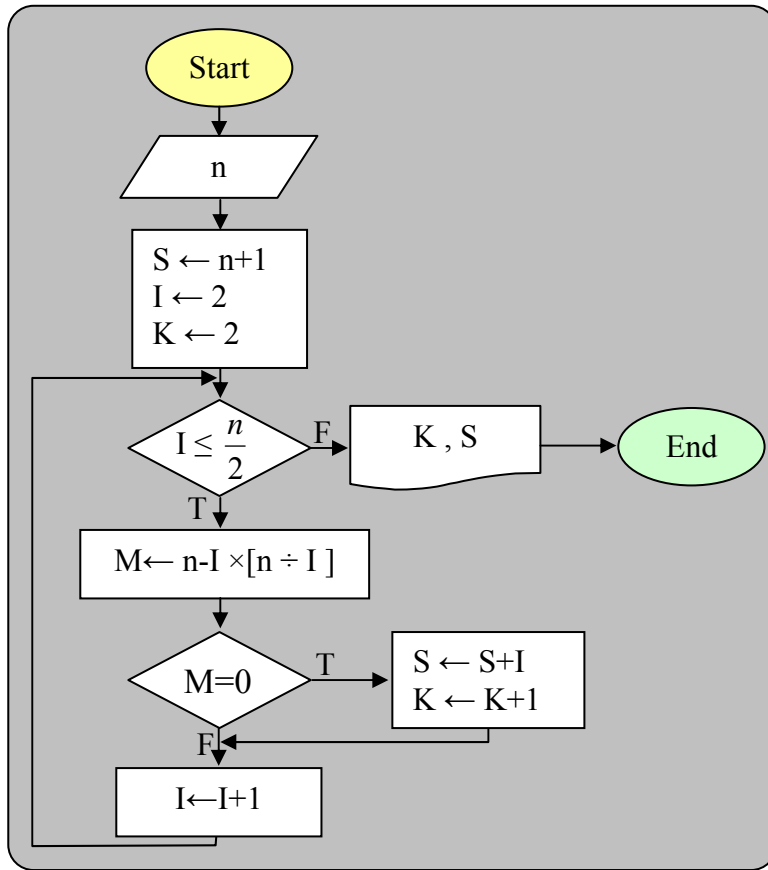 Start
n
S ← n+1
I ← 2
K ← 2
I ≤ n/2
F
K , S
End
T
M← n-I ×[n ÷ I ]
M=0
T
S ← S+I
K ← K+1
F
I←I+1